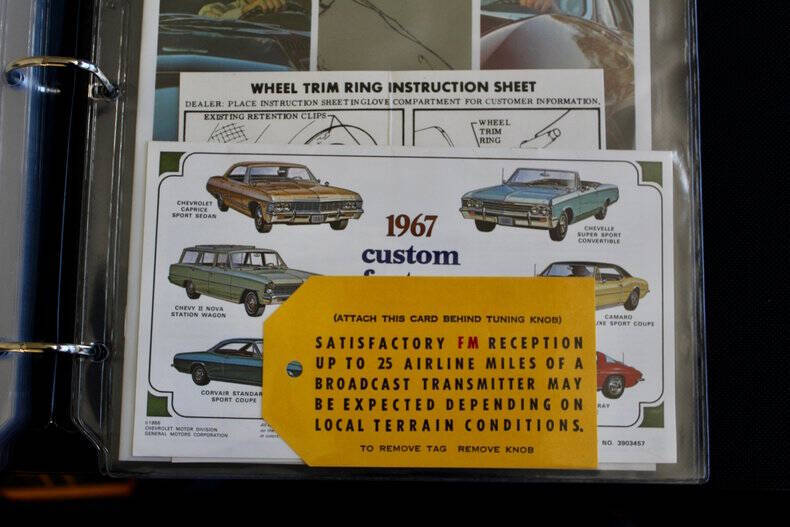 WHEEL TRIM RING INSTRUCTION SHEET
DEALER: PLACE INSTRUCTION SHEET IN GLOVE COMPARTMENT FOR CUSTOMER INFORMATION.
EXISTING RETENTION CLIPS
WHEEL
TRIM
RING
CHEVROLET
CAPRICE
SPORT SEDAN
1967
custom
CHEVELLE
SUPER SPORT
CONVERTIBLE
CHEVY II NOVA
STATION WAGON
CAMARO
SPORT COUPE
CORVAIR
SPORT COUPE
©1966
CHEVROLET MOTOR DIVISION
GENERAL MOTORS CORPORATION
NO. 3903457
(ATTACH THIS CARD BEHIND TUNING KNOB)
SATISFACTORY FM RECEPTION
UP TO 25 AIRLINE MILES OF A
BROADCAST TRANSMITTER MAY
BE EXPECTED DEPENDING ON
LOCAL TERRAIN CONDITIONS.
TO REMOVE TAG REMOVE KNOB